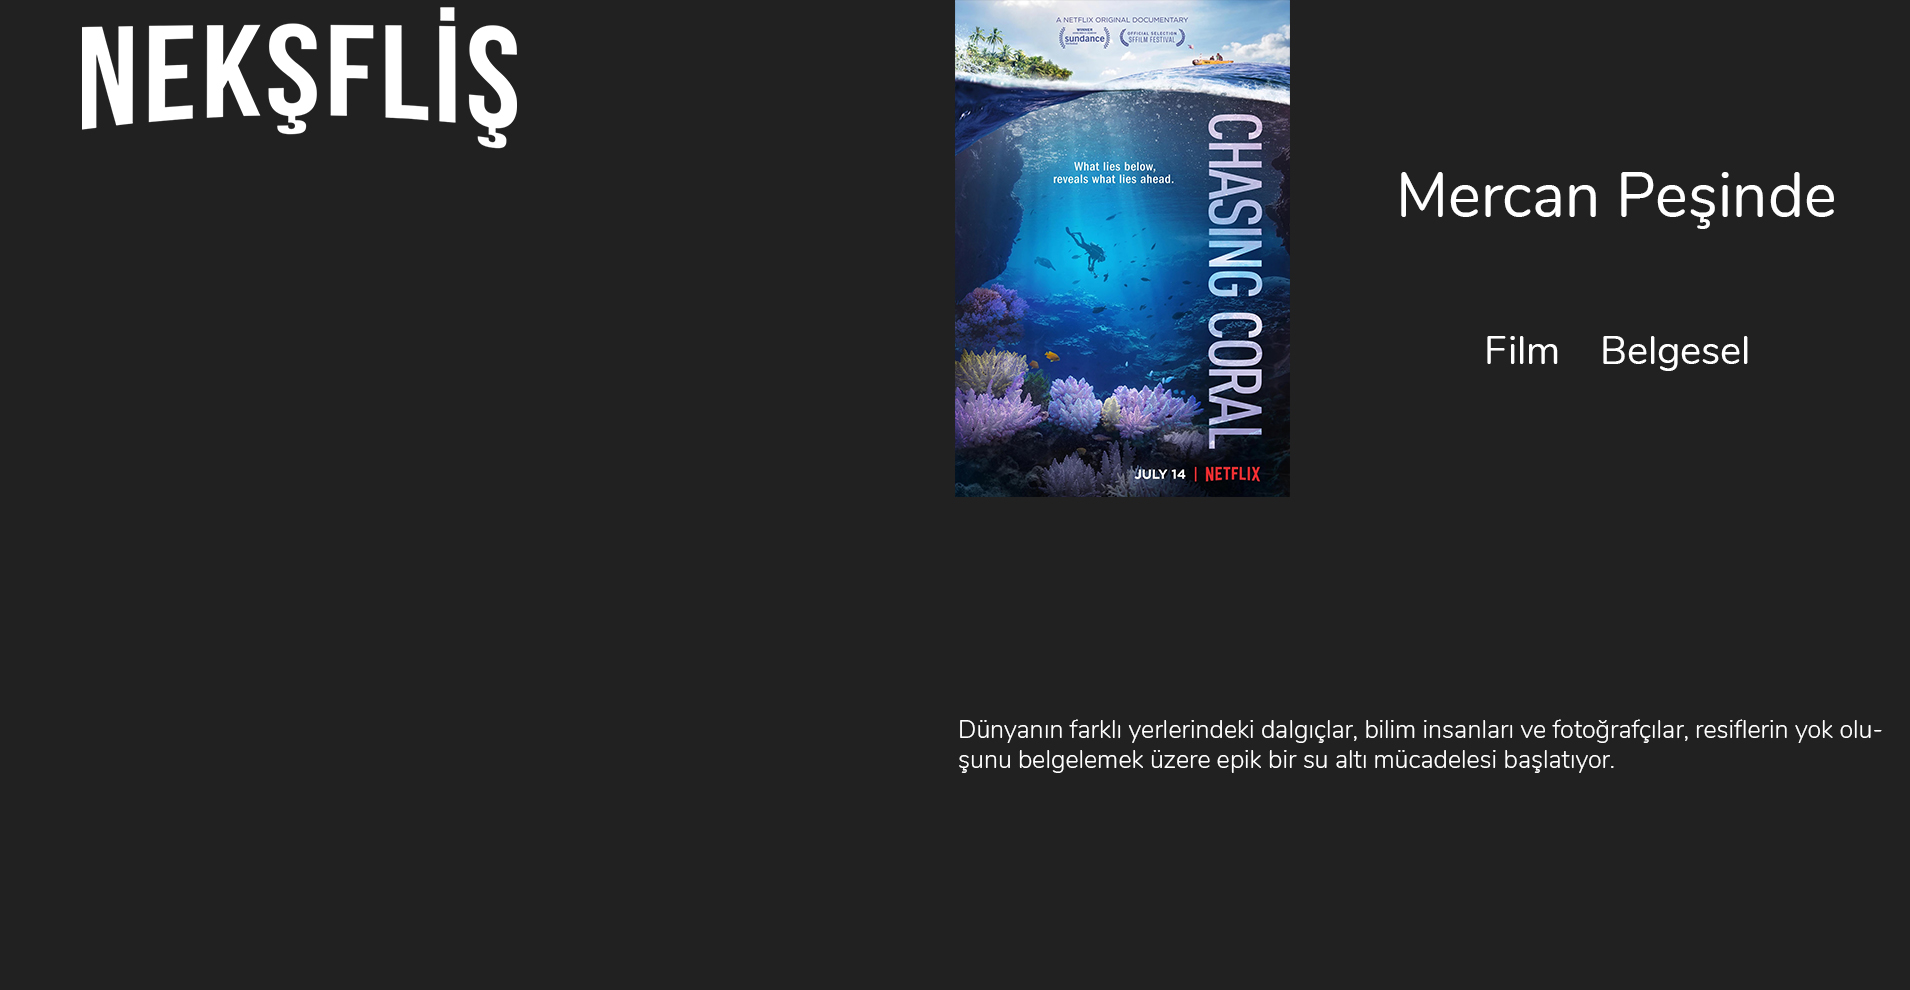 NEKŞFLİŞ
A NETFLIX ORIGINAL DOCUMENTARY
WINNER
sundance
OFFICIAL SELECTION
SFFILM FESTIVAL
What lies below,
reveals what lies ahead.
CHASING CORAL
JULY 14 | NETFLIX
Mercan Peşinde
Film Belgesel
Dünyanın farklı yerlerindeki dalgıçlar, bilim insanları ve fotoğrafçılar, resiflerin yok olu-
şunu belgelemek üzere epik bir su altı mücadelesi başlatıyor.